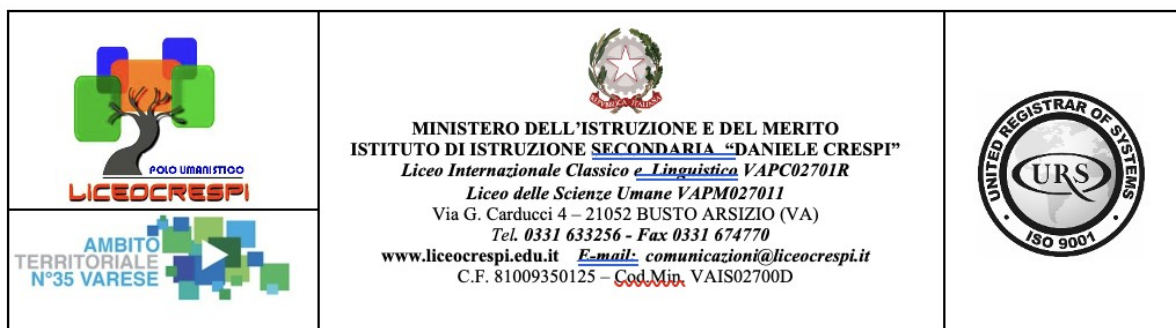 POLO UMANISTICO
LICEOCRESPI
AMBITO
TERRITORIALE
N°35 VARESE
REPVBBLICA ITALIANA
MINISTERO DELL’ISTRUZIONE E DEL MERITO
ISTITUTO DI ISTRUZIONE SECONDARIA “DANIELE CRESPI”
Liceo Internazionale Classico e Linguistico VAPC02701R
Liceo delle Scienze Umane VAPM027011
Via G. Carducci 4 – 21052 BUSTO ARSIZIO (VA)
Tel. 0331 633256 - Fax 0331 674770
www.liceocrespi.edu.it E-mail: comunicazioni@liceocrespi.it
C.F. 81009350125 – Cod.Min. VAIS02700D
UNITED REGISTRAR OF SYSTEMS
URS
ISO 9001